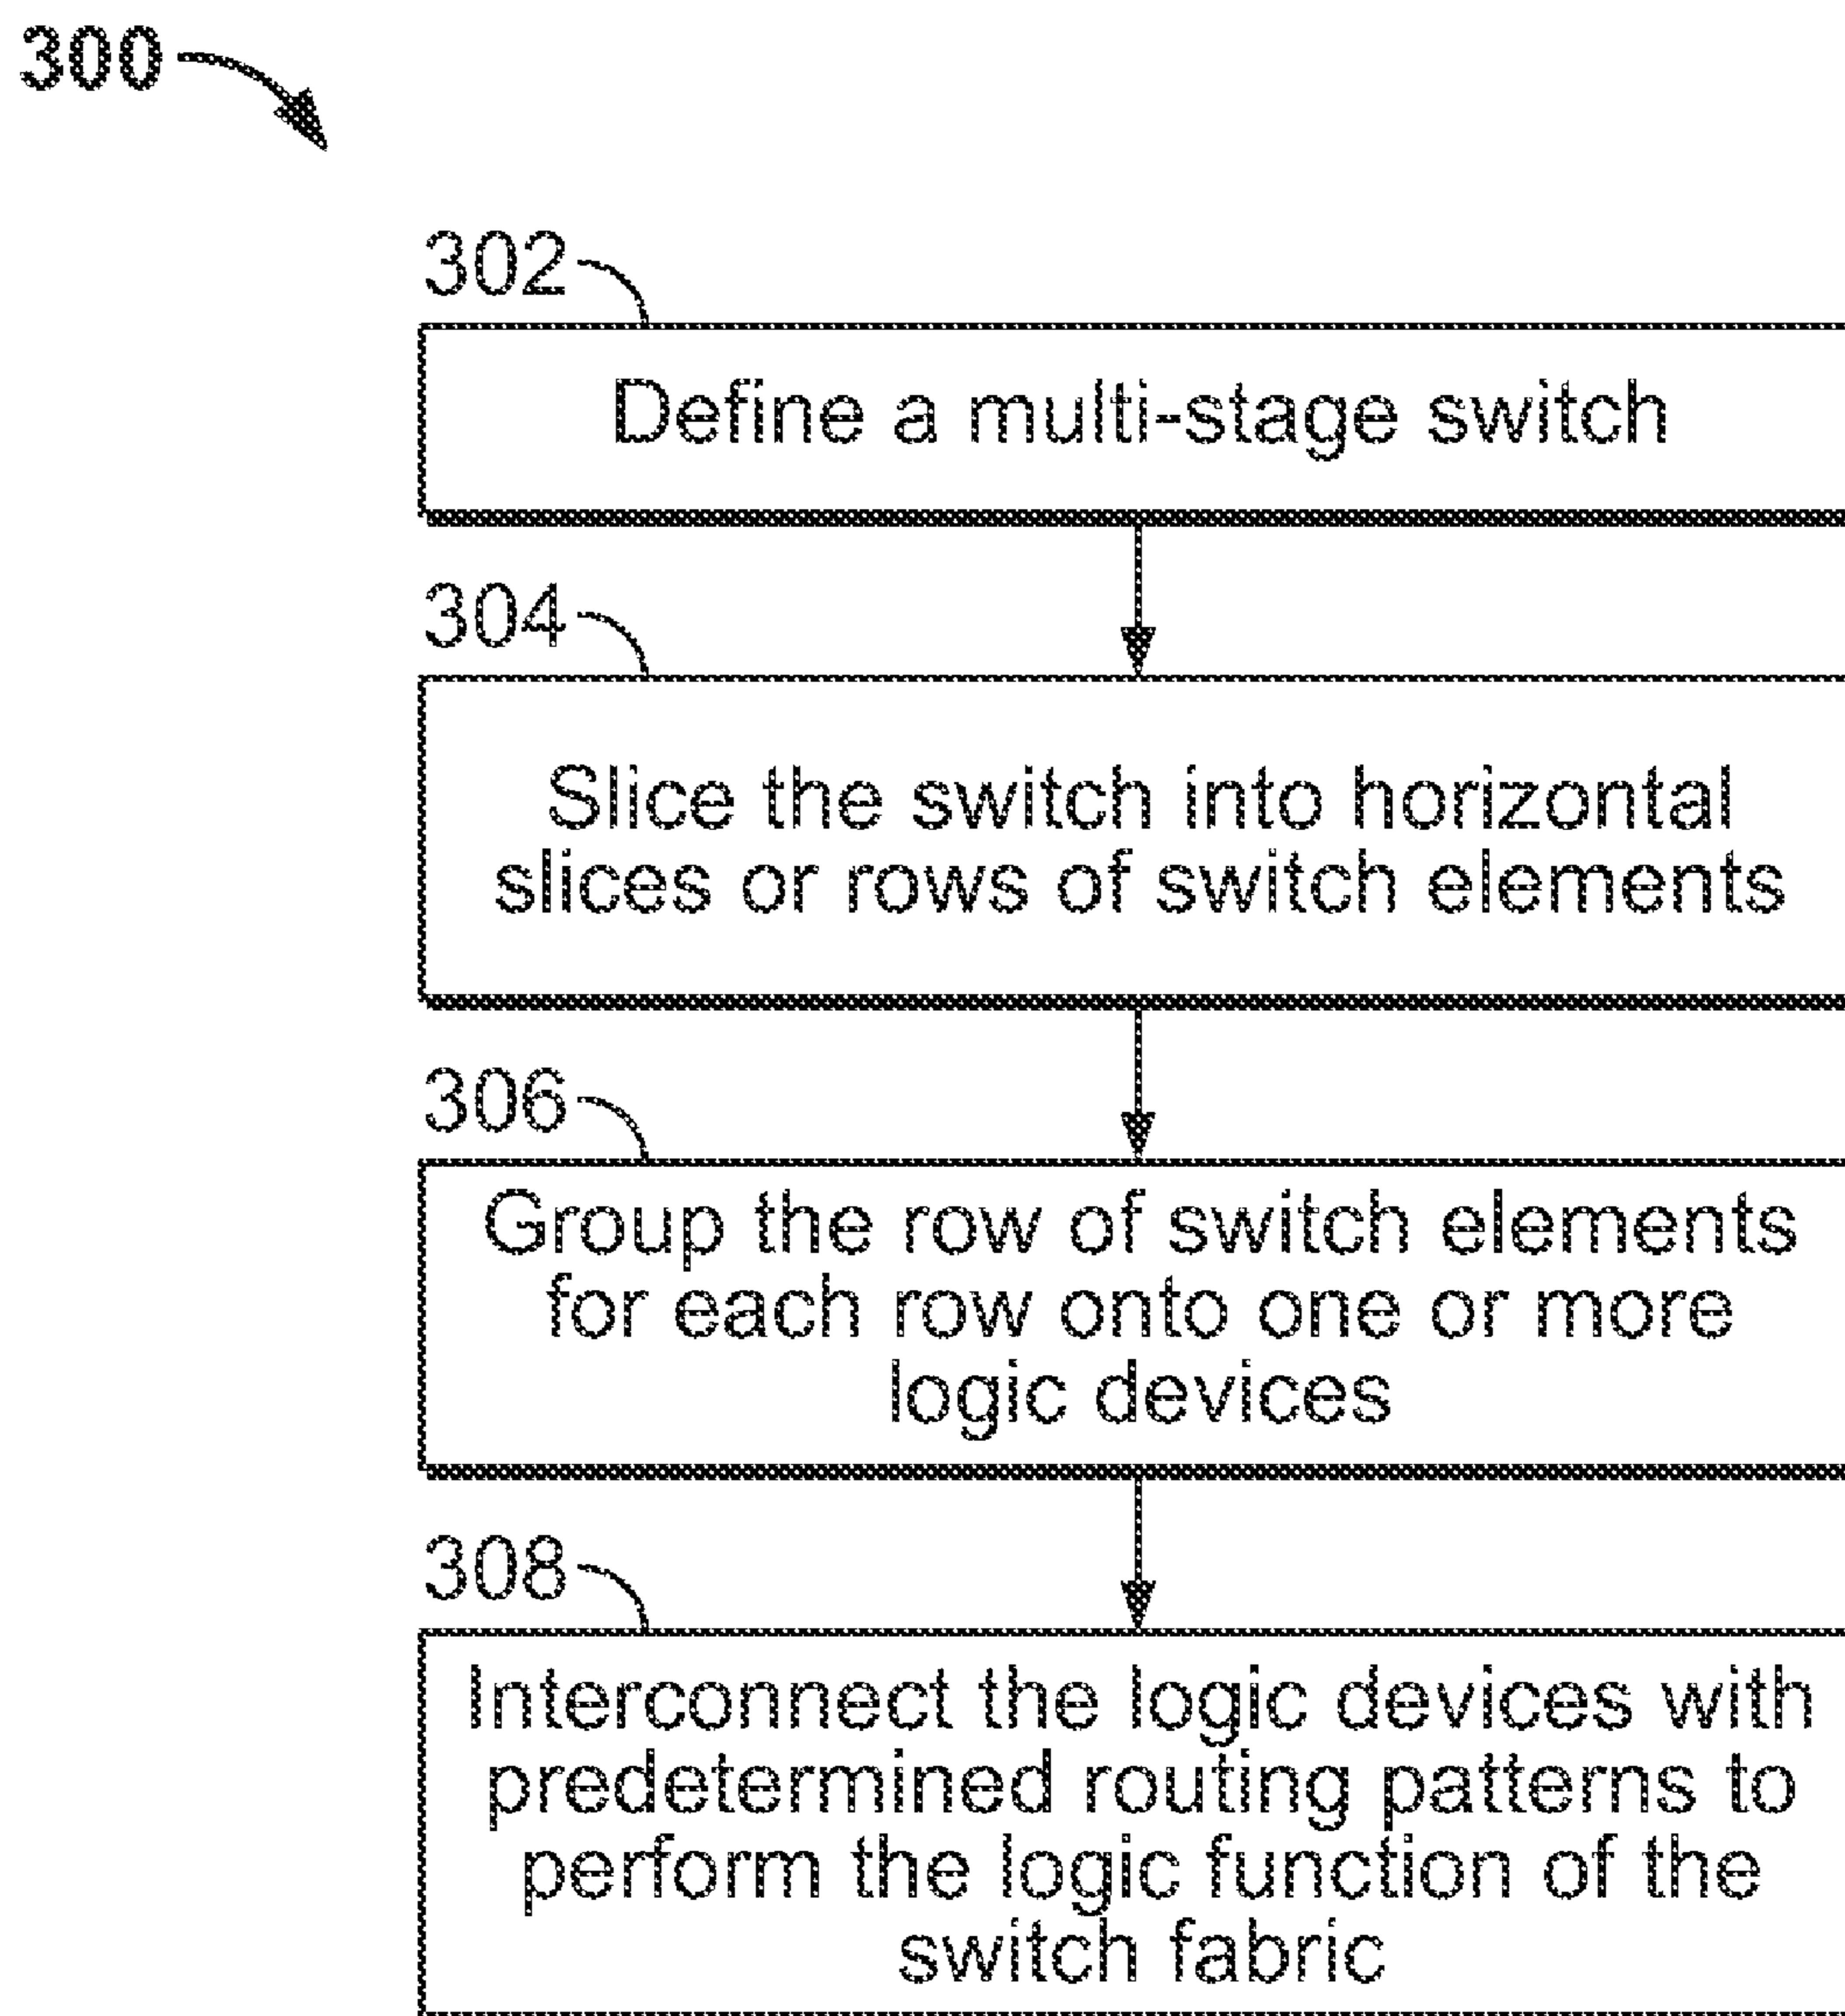 300
302
Define a multi-stage switch
304
Slice the switch into horizontal
slices or rows of switch elements
306
Group the row of switch elements
for each row onto one or more
logic devices
308
Interconnect the logic devices with
predetermined routing patterns to
perform the logic function of the
switch fabric